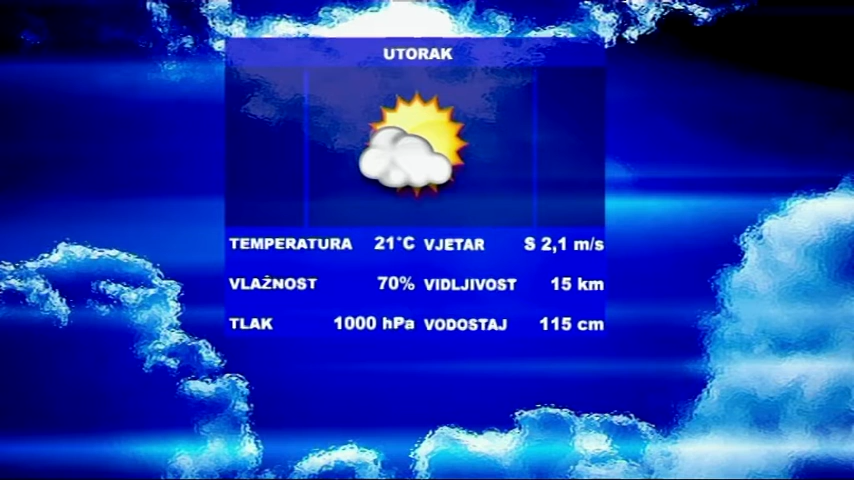 UTORAK
TEMPERATURA 21°C VJETAR S 2,1 m/s
VLAŽNOST 70% VIDLJIVOST 15 km
TLAK 1000 hPa VODOSTAJ 115 cm